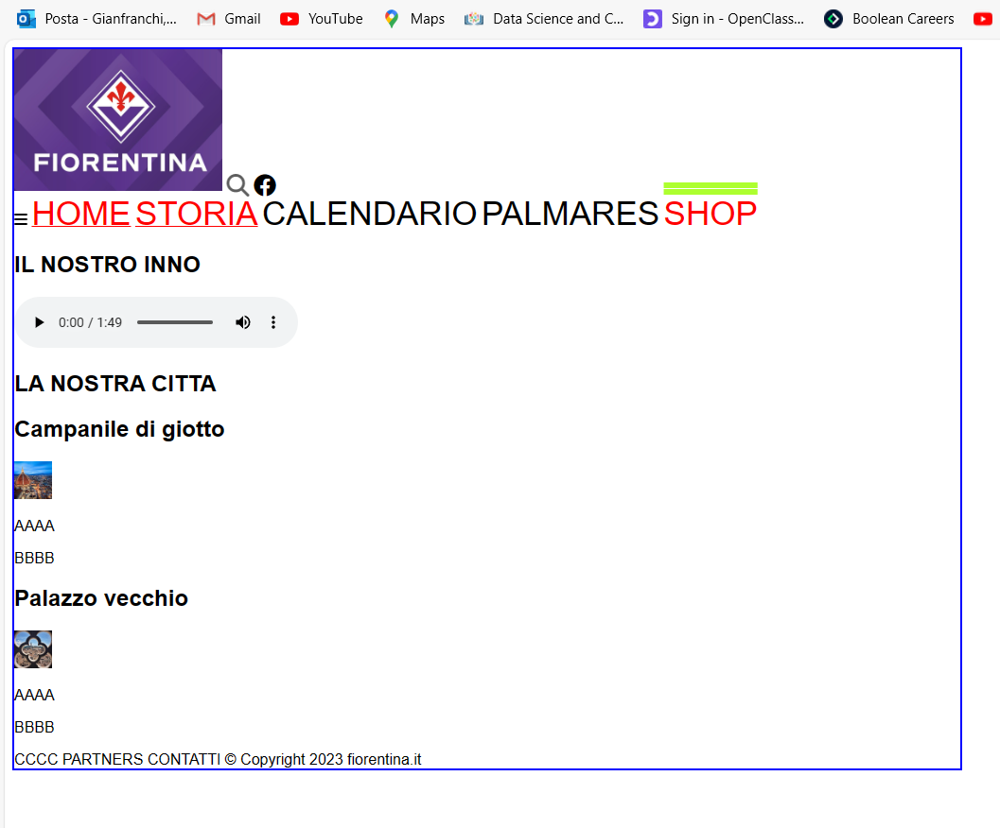 Posta - Gianfranchi,... Gmail YouTube Maps Data Science and C... Sign in - OpenClass... Boolean Careers
FIORENTINA
HOME STORIA CALENDARIO PALMARES SHOP
IL NOSTRO INNO
0:00 / 1:49
LA NOSTRA CITTA
Campanile di giotto
AAAA
BBBB
Palazzo vecchio
AAAA
BBBB
CCCC PARTNERS CONTATTI © Copyright 2023 fiorentina.it